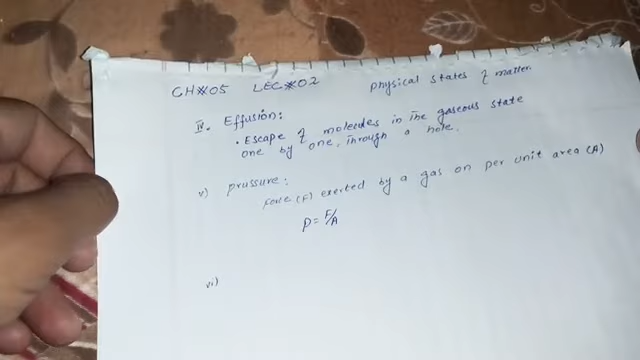 CH#05 LEC#02 physical states of matter.
IV. Effusion:
• Escape of molecules in the gaseous state
one by one, through a hole.
v) pressure:
Force (F) exerted by a gas on per unit area (A)
P = F/A
vi)